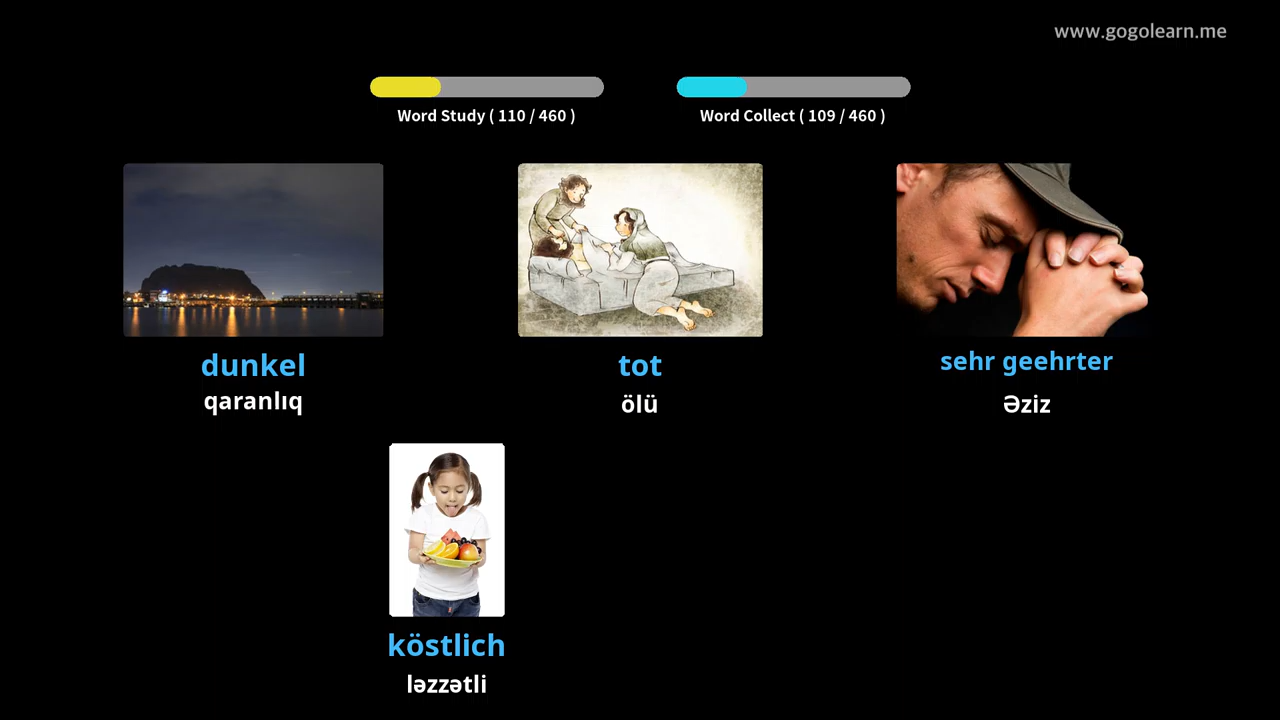 www.gogolearn.me
Word Study ( 110 / 460 )
Word Collect ( 109 / 460 )
dunkel
qaranlıq
tot
ölü
sehr geehrter
Əziz
köstlich
ləzzətli